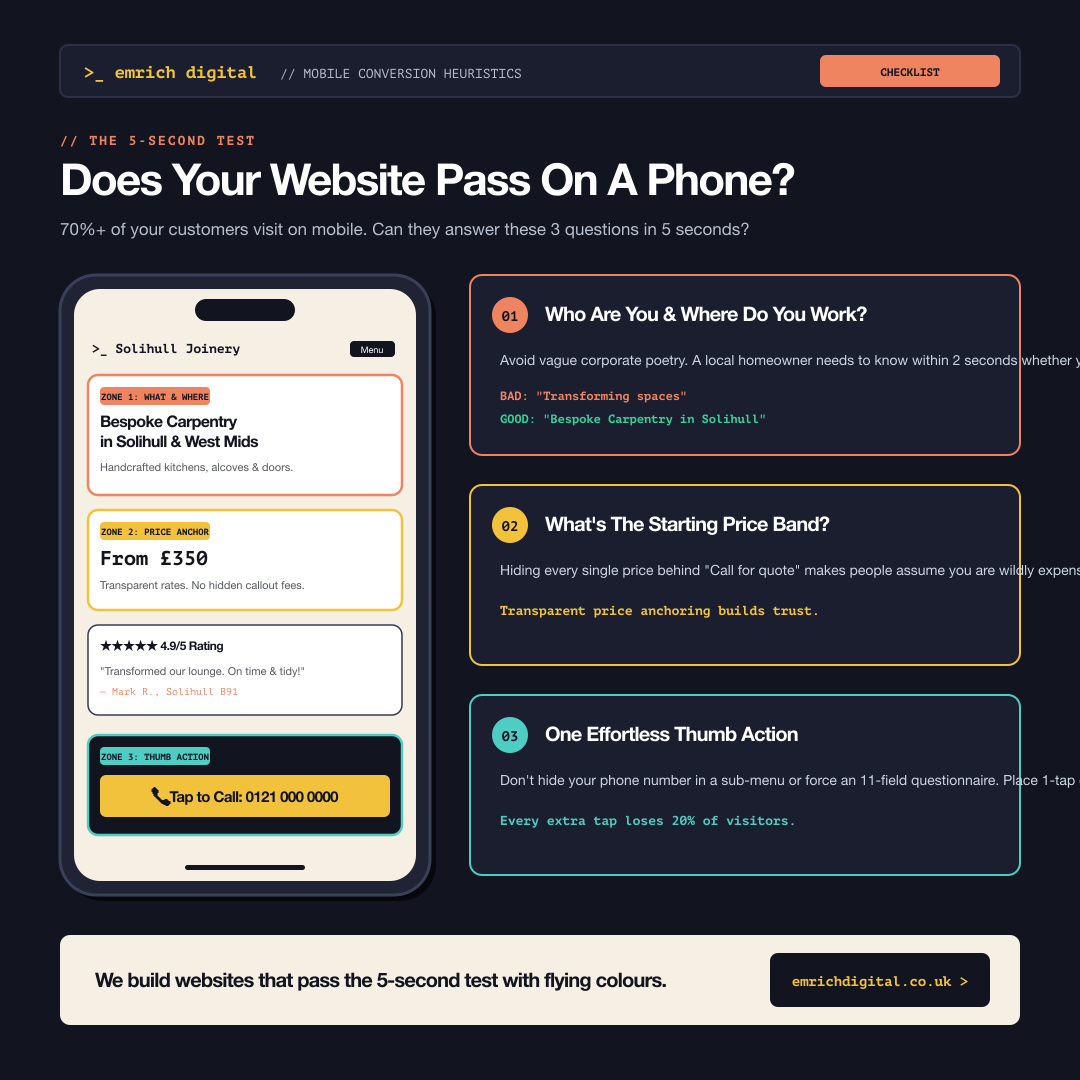 >_ emrich digital // MOBILE CONVERSION HEURISTICS
CHECKLIST
// THE 5-SECOND TEST
Does Your Website Pass On A Phone?
70%+ of your customers visit on mobile. Can they answer these 3 questions in 5 seconds?
>_ Solihull Joinery
Menu
ZONE 1: WHAT & WHERE
Bespoke Carpentry
in Solihull & West Mids
Handcrafted kitchens, alcoves & doors.
ZONE 2: PRICE ANCHOR
From £350
Transparent rates. No hidden callout fees.
★★★★★ 4.9/5 Rating
"Transformed our lounge. On time & tidy!"
— Mark R., Solihull B91
ZONE 3: THUMB ACTION
📞Tap to Call: 0121 000 0000
01
Who Are You & Where Do You Work?
Avoid vague corporate poetry. A local homeowner needs to know within 2 seconds whether
BAD: "Transforming spaces"
GOOD: "Bespoke Carpentry in Solihull"
02
What's The Starting Price Band?
Hiding every single price behind "Call for quote" makes people assume you are wildly
Transparent price anchoring builds trust.
03
One Effortless Thumb Action
Don't hide your phone number in a sub-menu or force an 11-field questionnaire. Place 1-tap
Every extra tap loses 20% of visitors.
We build websites that pass the 5-second test with flying colours.
emrichdigital.co.uk >